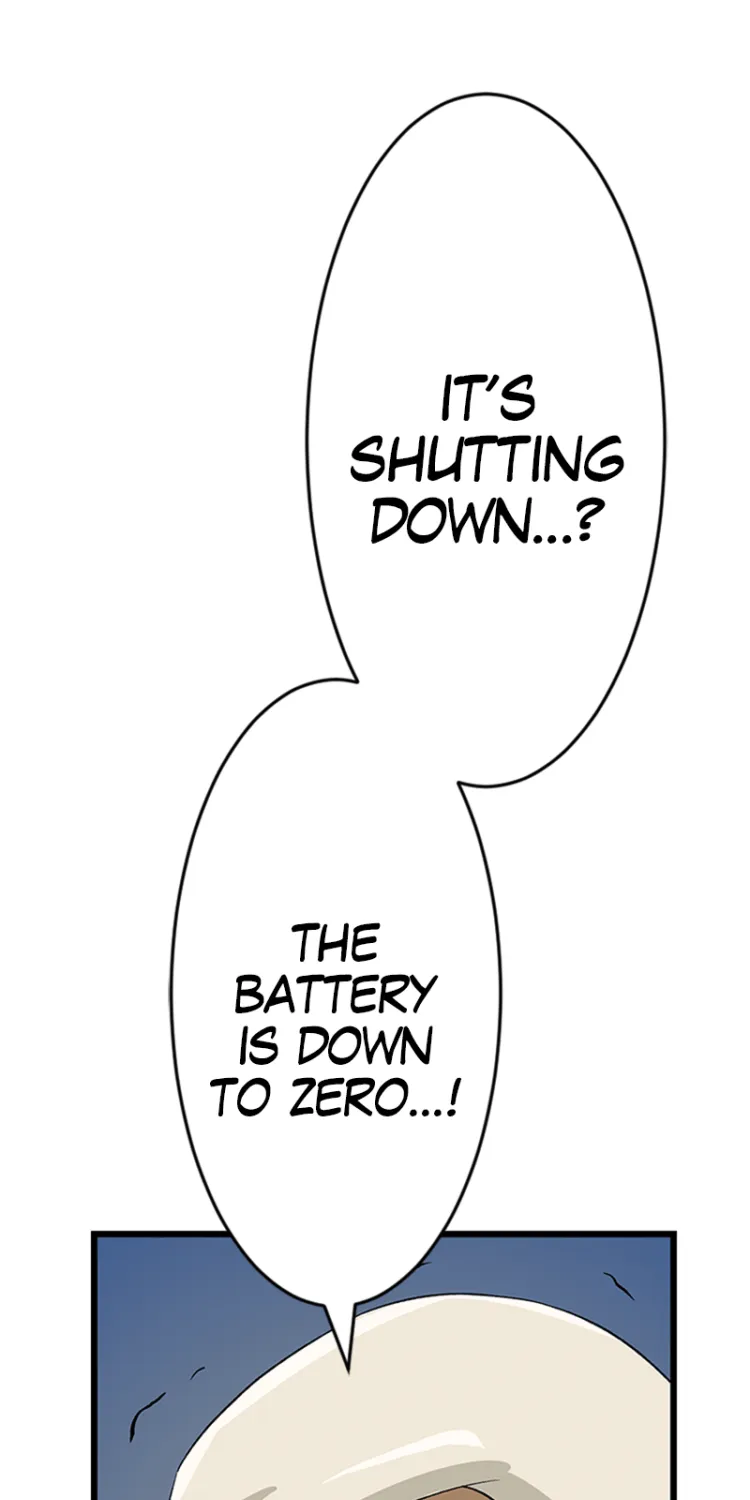 IT'S
SHUTTING
DOWN...?
THE
BATTERY
IS DOWN
TO ZERO...!